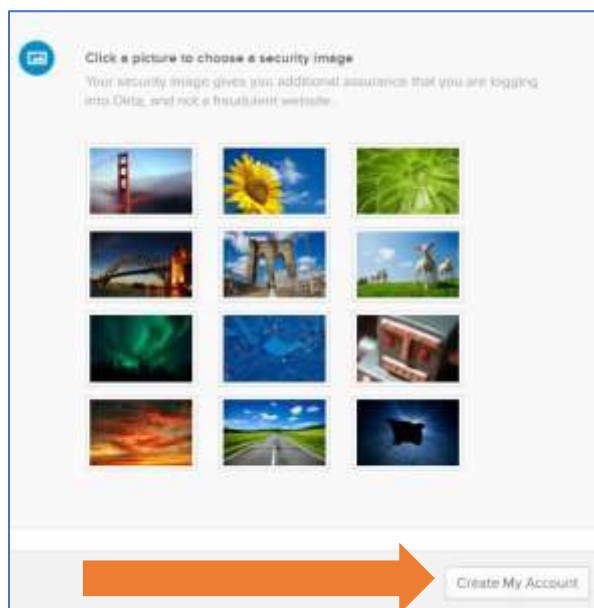 Click a picture to choose a security image
Your security image gives you additional assurance that you are logging
into Okta, and not a fraudulent website.
Create My Account